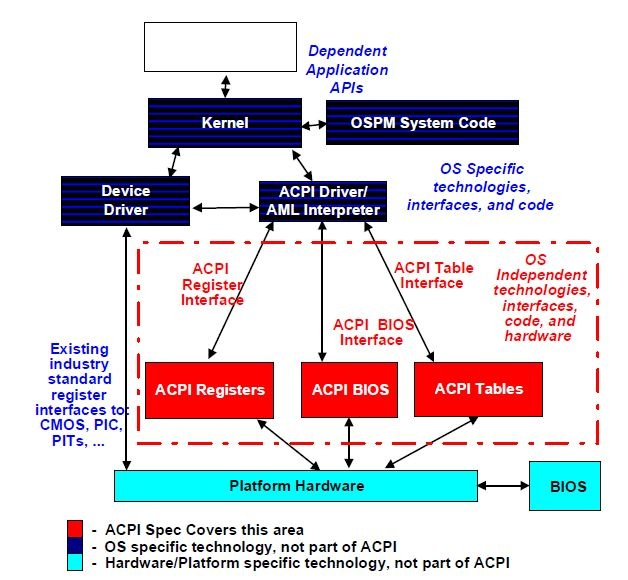 Dependent
Application
APIs
Kernel
OSPM System Code
Device
Driver
ACPI Driver/
AML Interpreter
OS Specific
technologies,
interfaces, and code
ACPI
Register
Interface
ACPI Table
Interface
OS
Independent
technologies,
interfaces,
code, and
hardware
ACPI BIOS
Interface
Existing
industry
standard
register
interfaces to:
CMOS, PIC,
PITs, ...
ACPI Registers
ACPI BIOS
ACPI Tables
Platform Hardware
BIOS
- ACPI Spec Covers this area
- OS specific technology, not part of ACPI
- Hardware/Platform specific technology, not part of ACPI